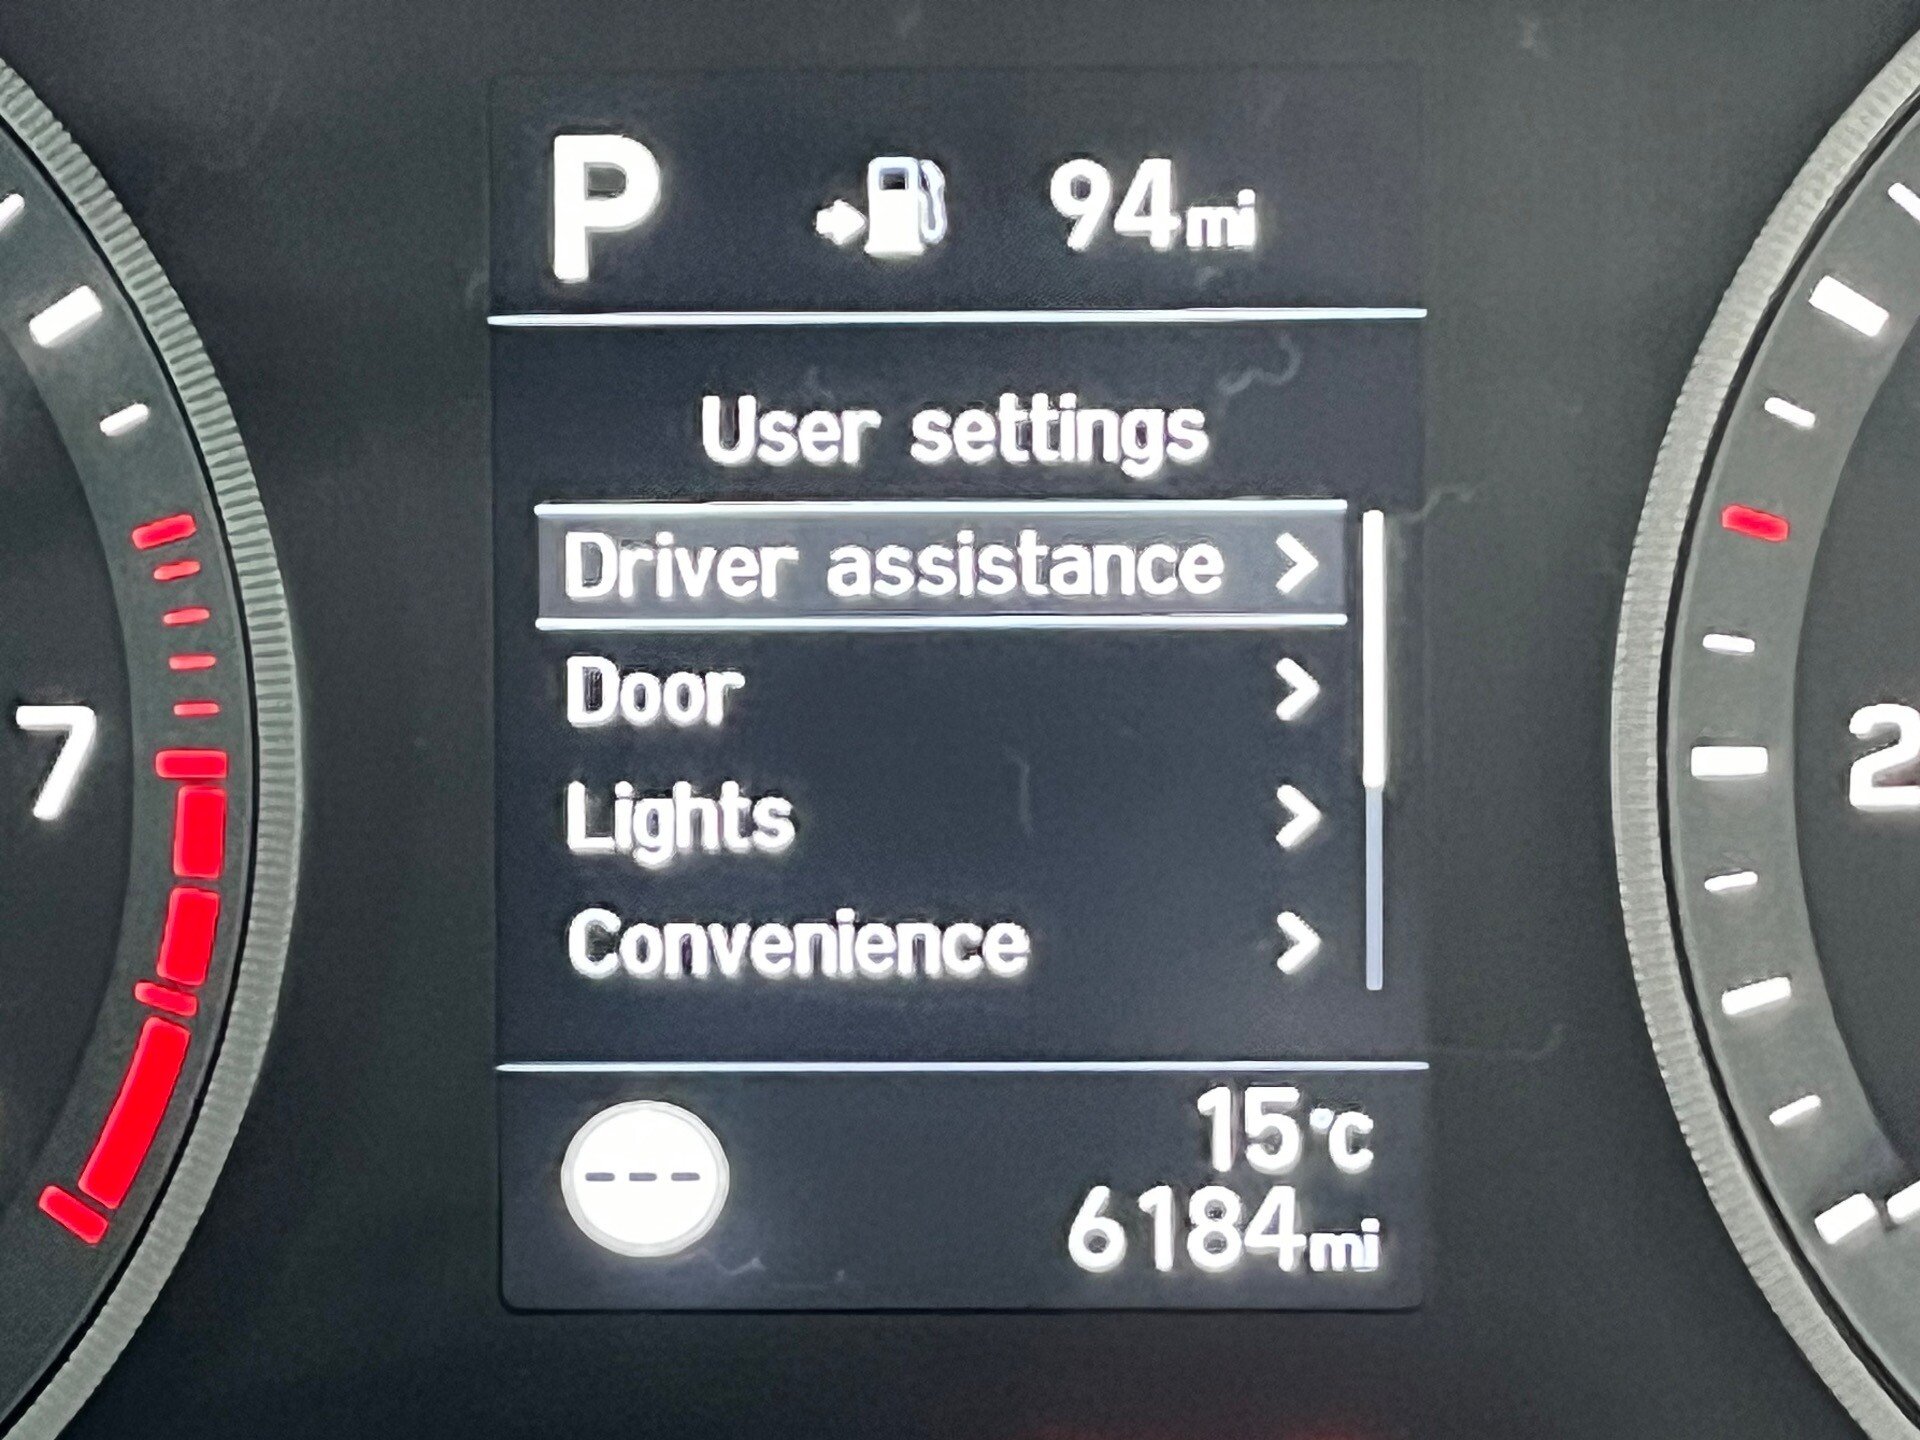 P 94mi
User settings
Driver assistance >
Door >
Lights >
Convenience >
7
2
---
15°C
6184mi